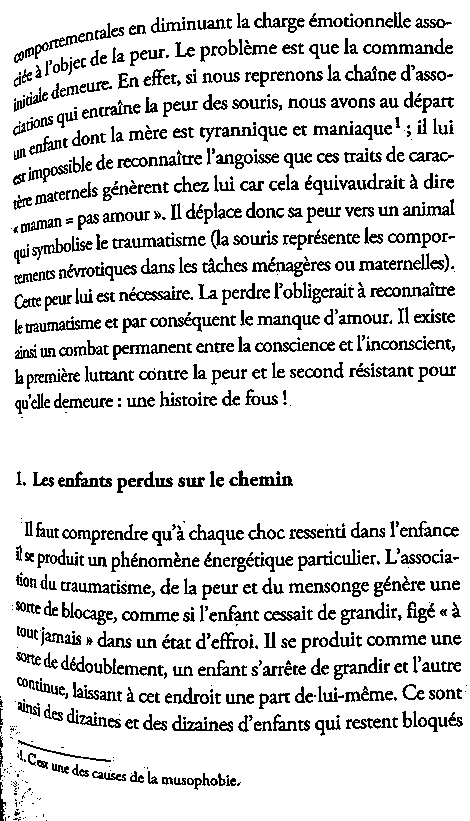 comportementales en diminuant la charge émotionnelle asso-
ciée à l'objet de la peur. Le problème est que la commande
initiale demeure. En effet, si nous reprenons la chaîne d'asso-
ciations qui entraîne la peur des souris, nous avons au départ
un enfant dont la mère est tyrannique et maniaque¹ ; il lui
est impossible de reconnaître l'angoisse que ces traits de carac-
tère maternels génèrent chez lui car cela équivaudrait à dire
« maman = pas amour ». Il déplace donc sa peur vers un animal
qui symbolise le traumatisme (la souris représente les compor-
tements névrotiques dans les tâches ménagères ou maternelles).
Cette peur lui est nécessaire. La perdre l'obligerait à reconnaître
le traumatisme et par conséquent le manque d'amour. Il existe
ainsi un combat permanent entre la conscience et l'inconscient,
la première luttant contre la peur et le second résistant pour
qu'elle demeure : une histoire de fous !
1. Les enfants perdus sur le chemin
Il faut comprendre qu'à chaque choc ressenti dans l'enfance
il se produit un phénomène énergétique particulier. L'associa-
tion du traumatisme, de la peur et du mensonge génère une
sorte de blocage, comme si l'enfant cessait de grandir, figé « à
tout jamais » dans un état d'effroi. Il se produit comme une
sorte de dédoublement, un enfant s'arrête de grandir et l'autre
continue, laissant à cet endroit une part de lui-même. Ce sont
ainsi des dizaines et des dizaines d'enfants qui restent bloqués
1. C'est une des causes de la musophobie.